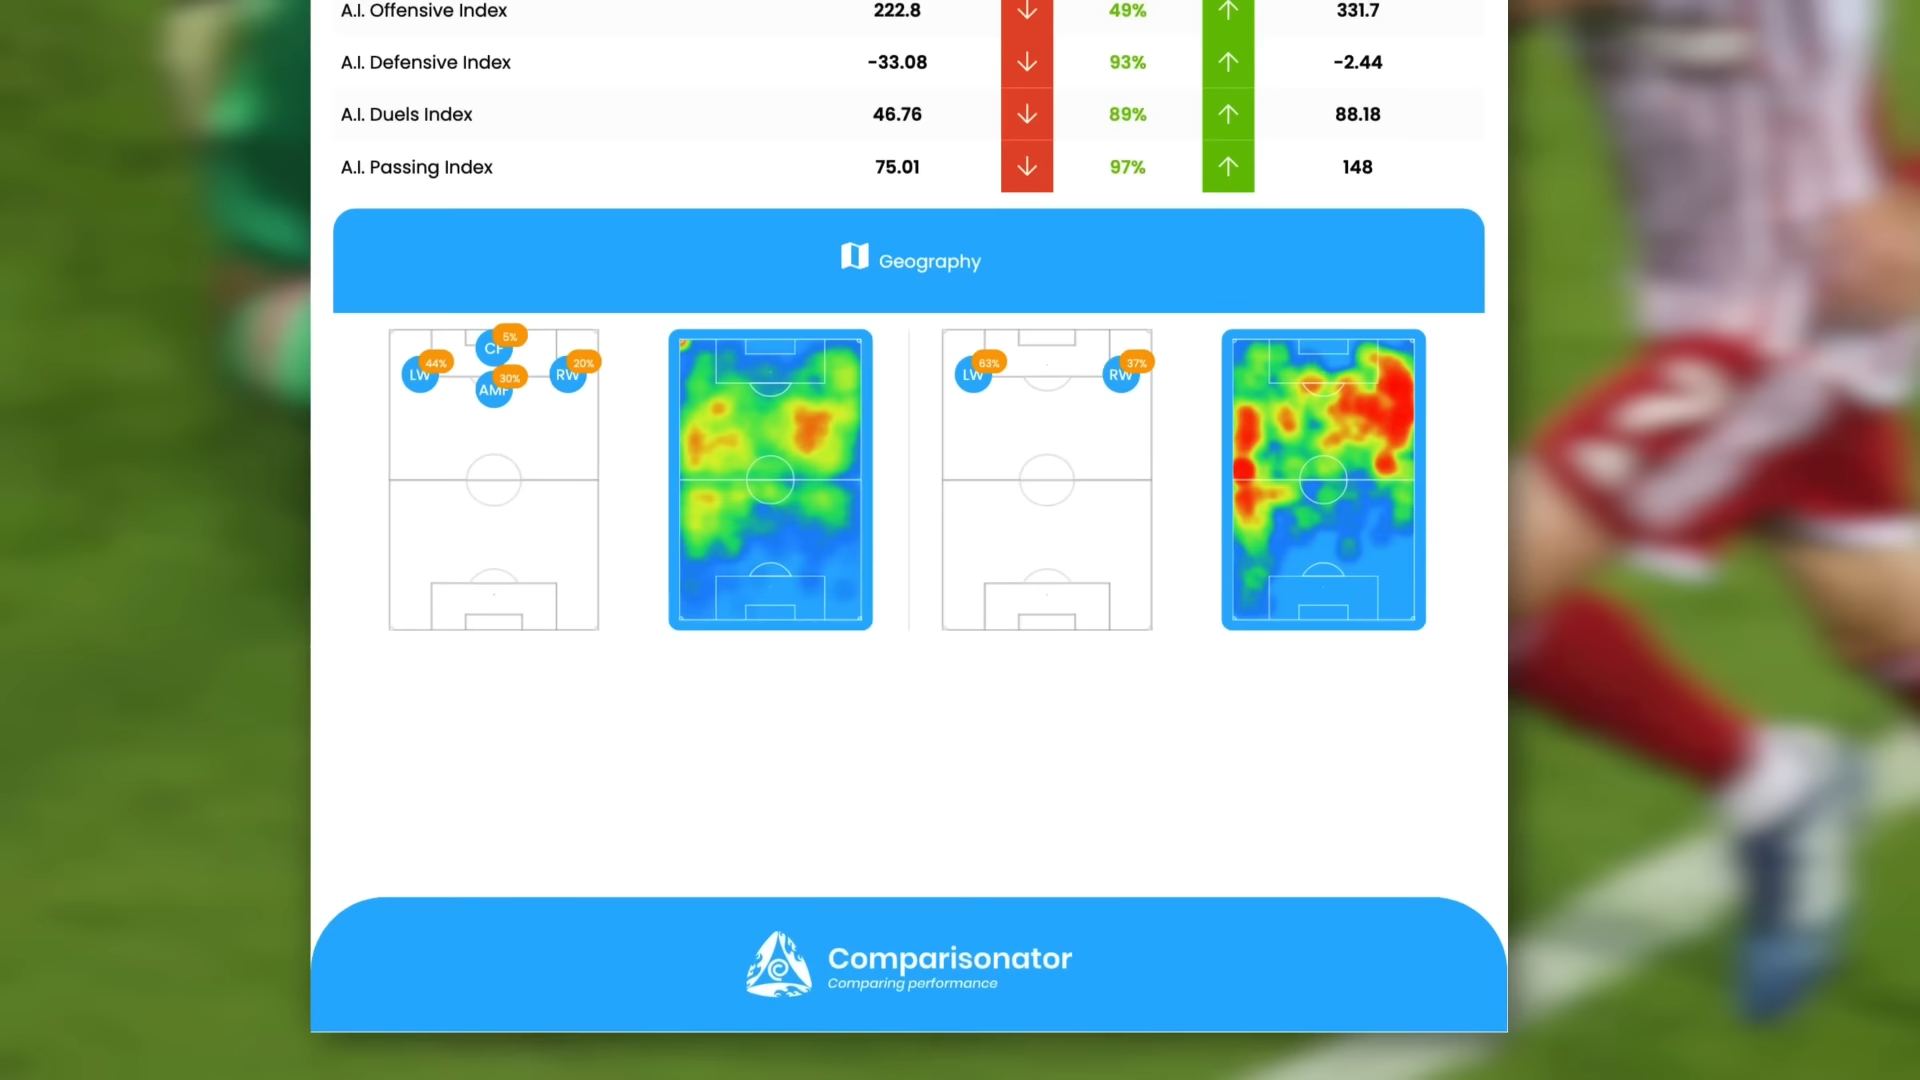 A.I. Offensive Index 222.8 49% 331.7
A.I. Defensive Index -33.08 93% -2.44
A.I. Duels Index 46.76 89% 88.18
A.I. Passing Index 75.01 97% 148
Geography
CF 5%
LW 44%
AMF 30%
RW 20%
LW 63%
RW 37%
Comparisonator
Comparing performance